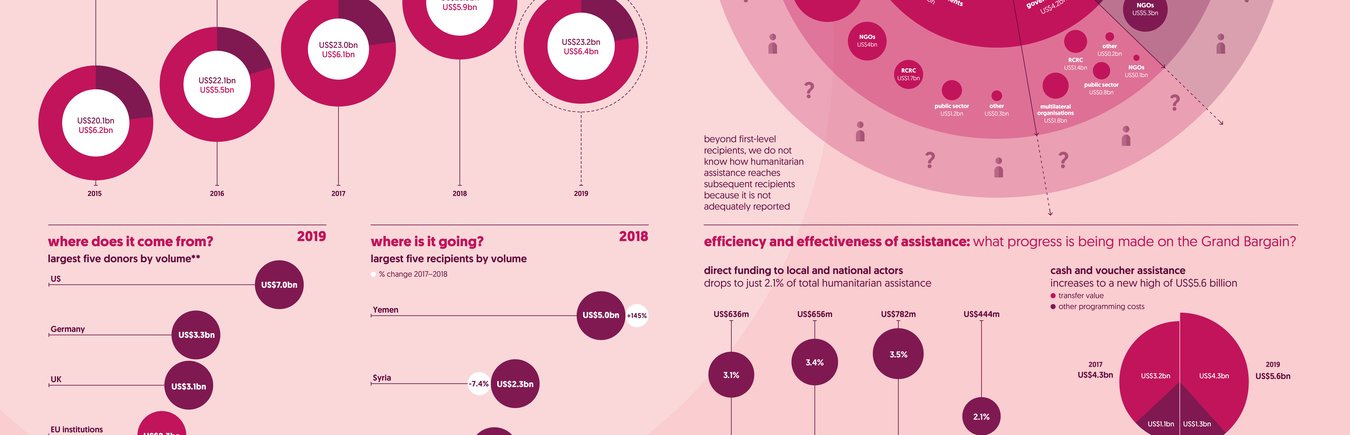 US$5.9bn
US$23.0bn
US$6.1bn
US$23.2bn
US$6.4bn
US$22.1bn
US$5.5bn
US$20.1bn
US$6.2bn
2015
2016
2017
2018
2019
NGOs
US$5.3bn
NGOs
US$4bn
RCRC
US$1.7bn
public sector
US$1.2bn
other
US$0.3bn
other
US$0.2bn
RCRC
US$1.4bn
NGOs
US$0.1bn
public sector
US$0.8bn
multilateral
organisations
US$1.8bn
?
?
?
?
beyond first-level
recipients, we do not
know how humanitarian
assistance reaches
subsequent recipients
because it is not
adequately reported
where does it come from?
2019
largest five donors by volume**
US
US$7.0bn
Germany
US$3.3bn
UK
US$3.1bn
EU institutions
where is it going?
2018
largest five recipients by volume
% change 2017–2018
Yemen
US$5.0bn
+145%
Syria
-7.4%
US$2.3bn
efficiency and effectiveness of assistance: what progress is being made on the Grand Bargain?
direct funding to local and national actors
drops to just 2.1% of total humanitarian assistance
US$636m
US$656m
US$782m
US$444m
3.1%
3.4%
3.5%
2.1%
cash and voucher assistance
increases to a new high of US$5.6 billion
transfer value
other programming costs
2017
US$4.3bn
US$3.2bn
US$4.3bn
2019
US$5.6bn
US$1.1bn
US$1.3bn